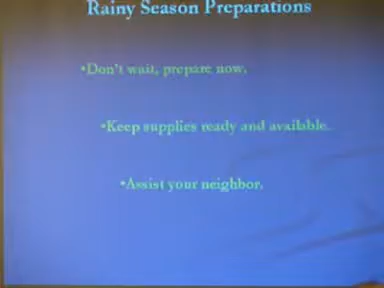 Rainy Season Preparations
•Don't wait, prepare now.
•Keep supplies ready and available.
•Assist your neighbor.